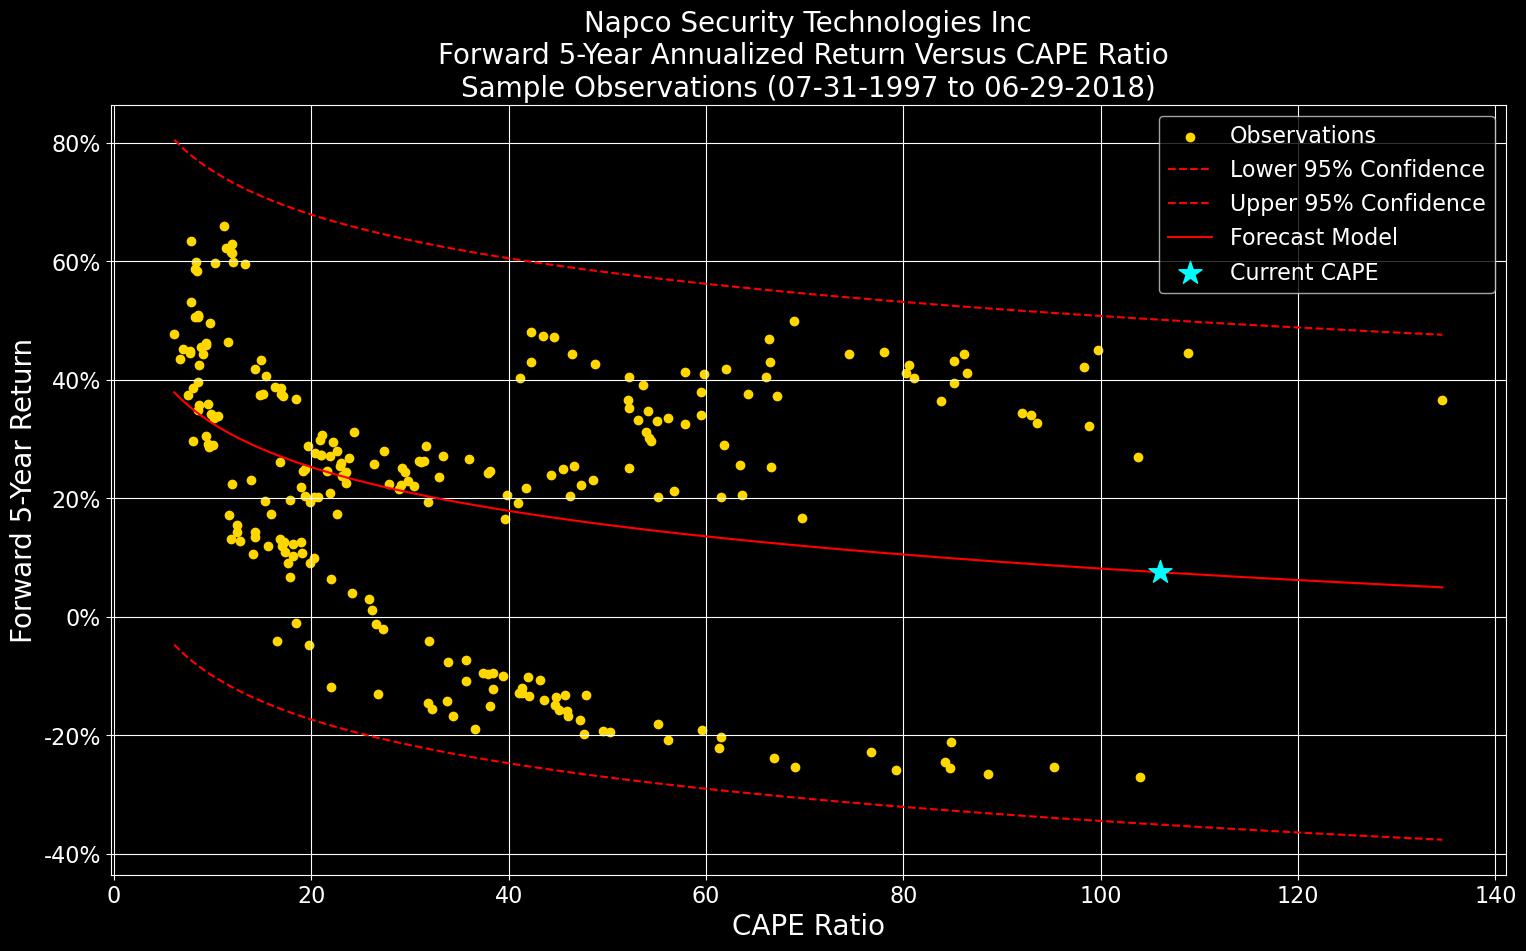 Napco Security Technologies Inc
Forward 5-Year Annualized Return Versus CAPE Ratio
Sample Observations (07-31-1997 to 06-29-2018)
Observations
Lower 95% Confidence
Upper 95% Confidence
Forecast Model
Current CAPE
Forward 5-Year Return
80%
60%
40%
20%
0%
-20%
-40%
0 20 40 60 80 100 120 140
CAPE Ratio